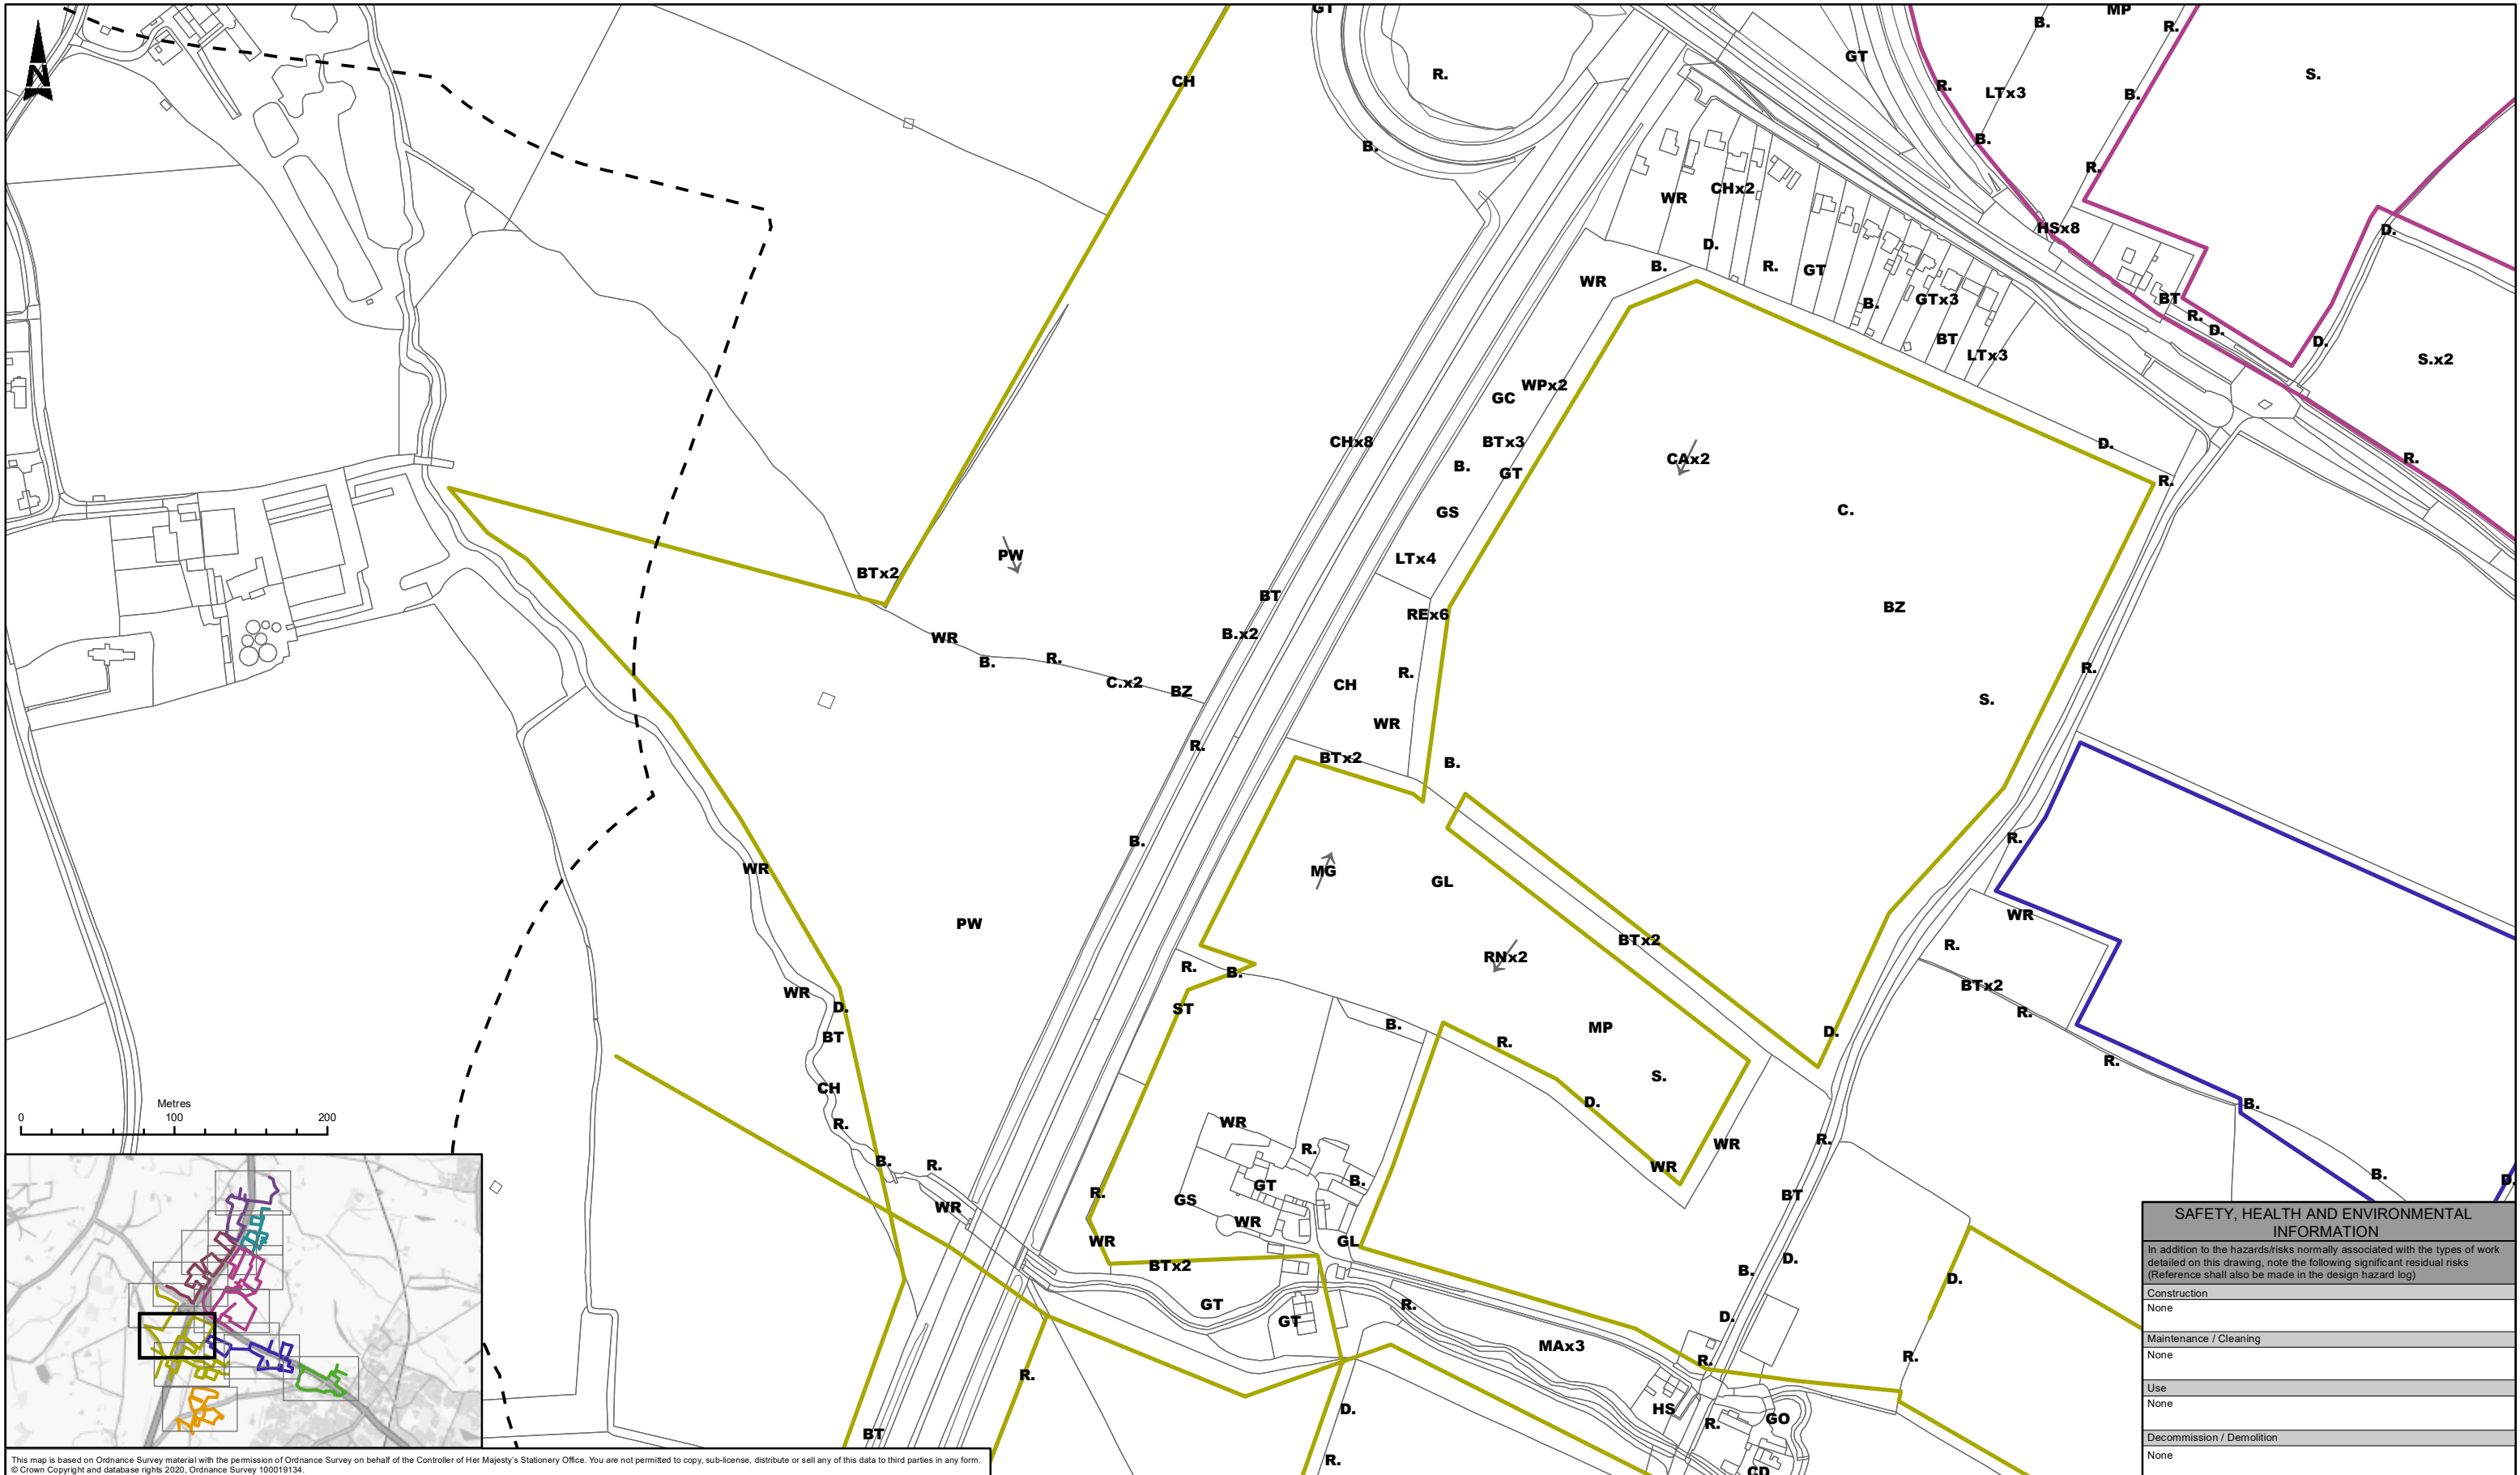 GT
MP
B.
R.
N
CH
R.
GT
R.
LTx3
B.
S.
B.
B.
R.
WR
CHx2
HSx8
D.
D.
WR
B.
R.
GT
B.
GTx3
BT
R.
D.
BT
D.
LTx3
S.x2
WPx2
GC
CHx8
BTx3
B.
GT
CAx2
D.
R.
R.
GS
C.
PW
LTx4
BTx2
BT
REx6
BZ
B.x2
WR
B.
R.
C.x2
BZ
CH
R.
R.
S.
WR
R.
BTx2
B.
B.
R.
WR
MG
GL
PW
WR
BTx2
R.
RNx2
R.
B.
BTx2
WR
D.
ST
R.
BT
B.
MP
D.
R.
R.
S.
CH
D.
B.
R.
WR
R.
WR
WR
R.
B.
R.
B.
B.
D.
GT
R.
GS
BT
WR
WR
WR
GL
BTx2
B.
D.
D.
GT
R.
GT
D.
MAx3
R.
R.
R.
D.
HS
R.
GO
BT
R.
CD
Metres
0 100 200
SAFETY, HEALTH AND ENVIRONMENTAL
INFORMATION
In addition to the hazards/risks normally associated with the types of work
detailed on this drawing, note the following significant residual risks
(Reference shall also be made in the design hazard log)
Construction
None
Maintenance / Cleaning
None
Use
None
Decommission / Demolition
None
This map is based on Ordnance Survey material with the permission of Ordnance Survey on behalf of the Controller of Her Majesty's Stationery Office. You are not permitted to copy, sub-license, distribute or sell any of this data to third parties in any form.
© Crown Copyright and database rights 2020, Ordnance Survey 100019134.